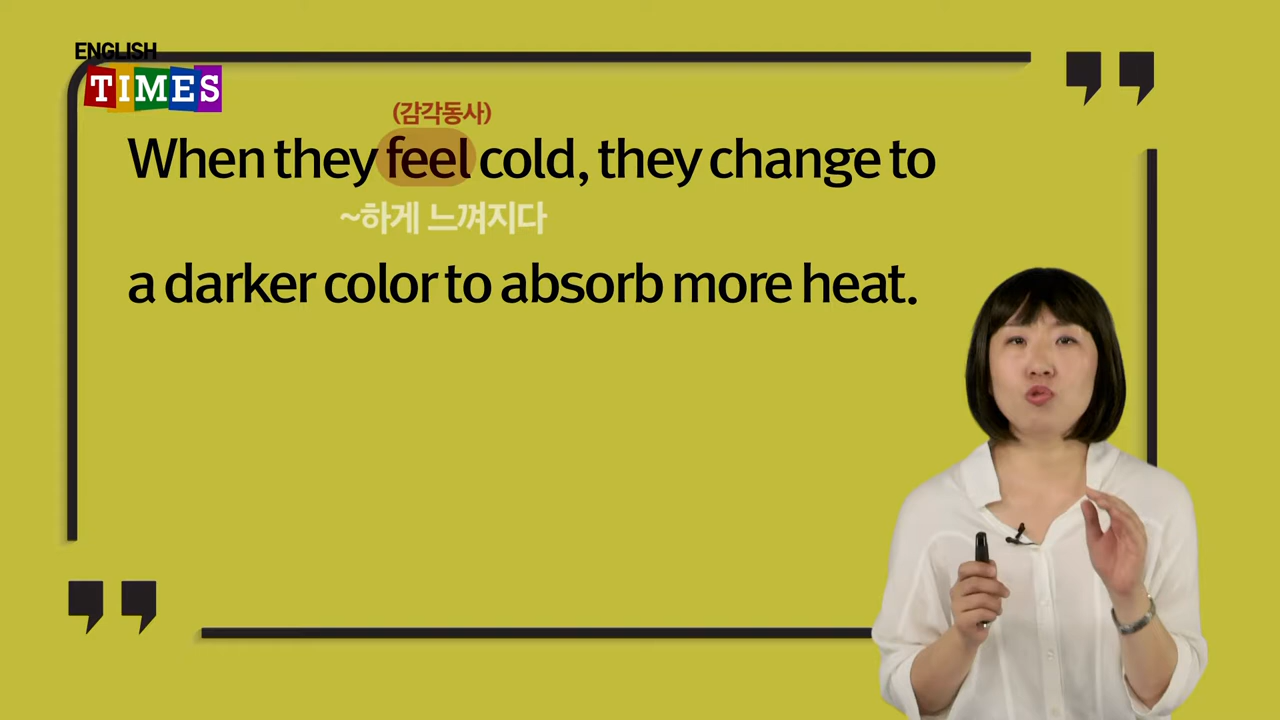 ENGLISH
TIMES
(감각동사)
When they feel cold, they change to
~하게 느껴지다
a darker color to absorb more heat.